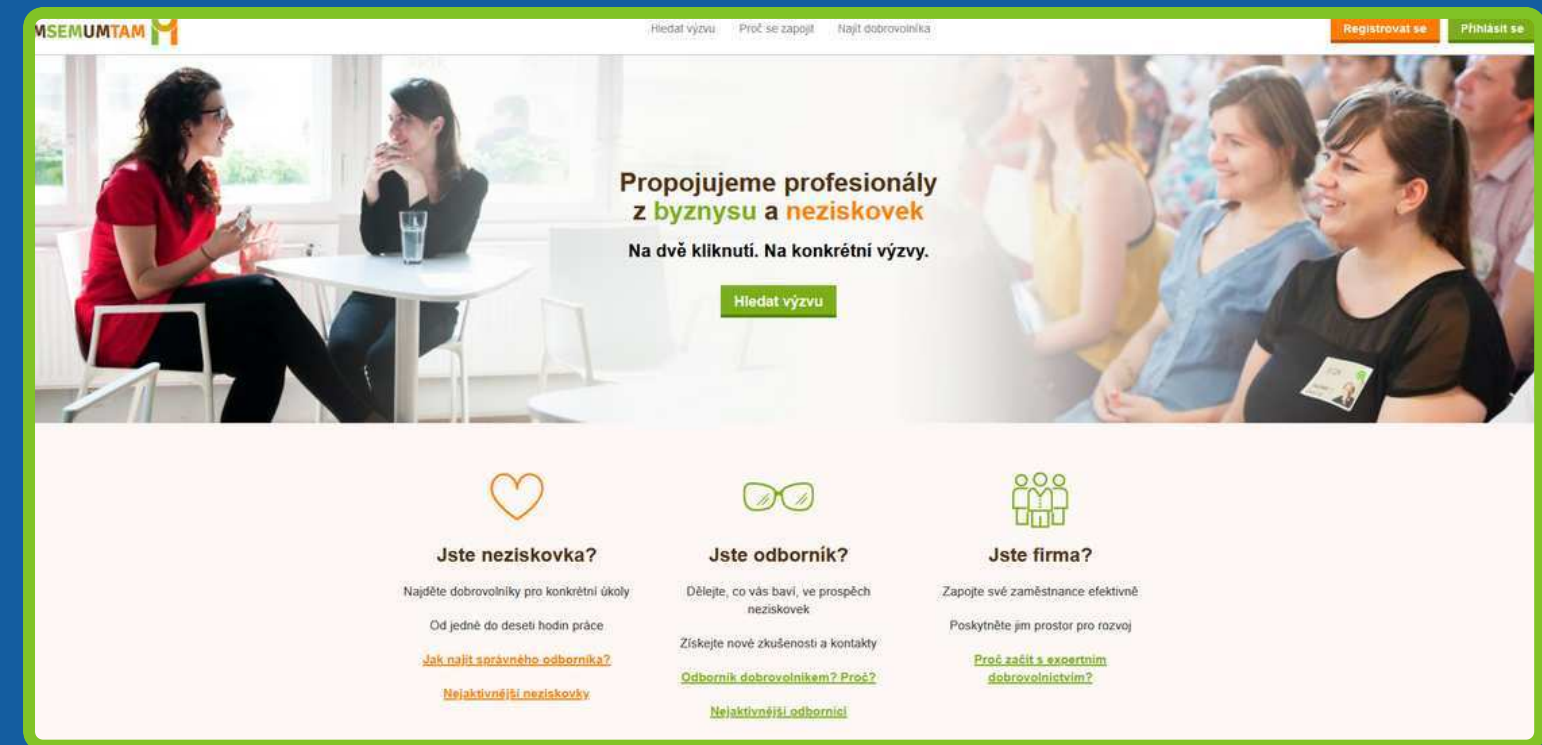 MSEMUMTAM
Hledat výzvu Proč se zapojit Najít dobrovolníka
Registrovat se Přihlásit se
Propojujeme profesionály
z byznysu a neziskovek
Na dvě kliknutí. Na konkrétní výzvy.
Hledat výzvu
Jste neziskovka?
Najděte dobrovolníky pro konkrétní úkoly
Od jedné do deseti hodin práce
Jak najít správného odborníka?
Nejaktivnější neziskovky
Jste odborník?
Dělejte, co vás baví, ve prospěch
neziskovek
Získejte nové zkušenosti a kontakty
Odborník dobrovolníkem? Proč?
Nejaktivnější odborníci
Jste firma?
Zapojte své zaměstnance efektivně
Poskytněte jim prostor pro rozvoj
Proč začít s expertním
dobrovolnictvím?